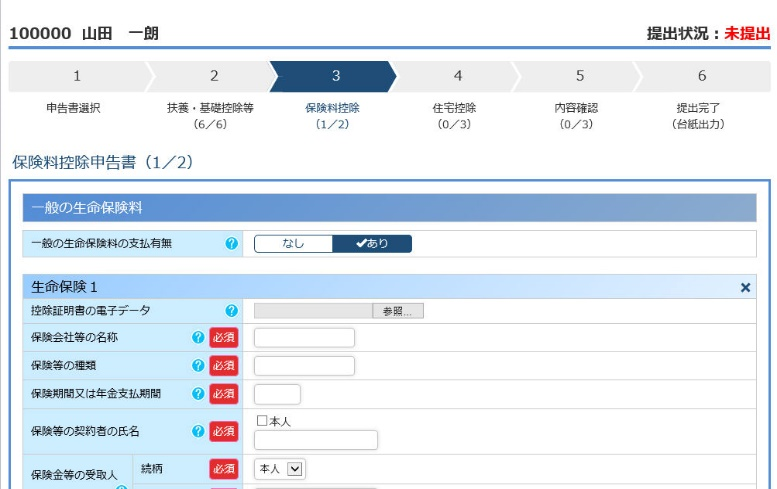 100000 山田　一朗 提出状況：未提出
1 2 3 4 5 6
申告書選択 扶養・基礎控除等 保険料控除 住宅控除 内容確認 提出完了
（6／6） （1／2） （0／3） （0／3） （台紙出力）
保険料控除申告書（1／2）
一般の生命保険料
一般の生命保険料の支払有無 ? なし ✔あり
生命保険１ ×
控除証明書の電子データ ? 参照...
保険会社等の名称 ? 必須
保険等の種類 ? 必須
保険期間又は年金支払期間 ? 必須
保険等の契約者の氏名 ? 必須 □本人
保険金等の受取人 続柄 必須 本人